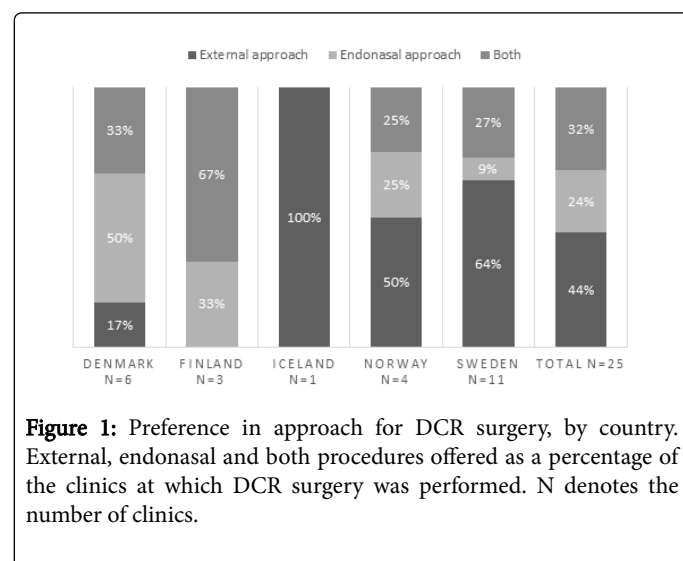 External approach Endonasal approach Both
33% 50% 17%
67% 33%
100%
25% 25% 50%
27% 9% 64%
32% 24% 44%
DENMARK FINLAND ICELAND NORWAY SWEDEN TOTAL N=25
N=6 N=3 N=1 N=4 N=11
Figure 1: Preference in approach for DCR surgery, by country.
External, endonasal and both procedures offered as a percentage of
the clinics at which DCR surgery was performed. N denotes the
number of clinics.